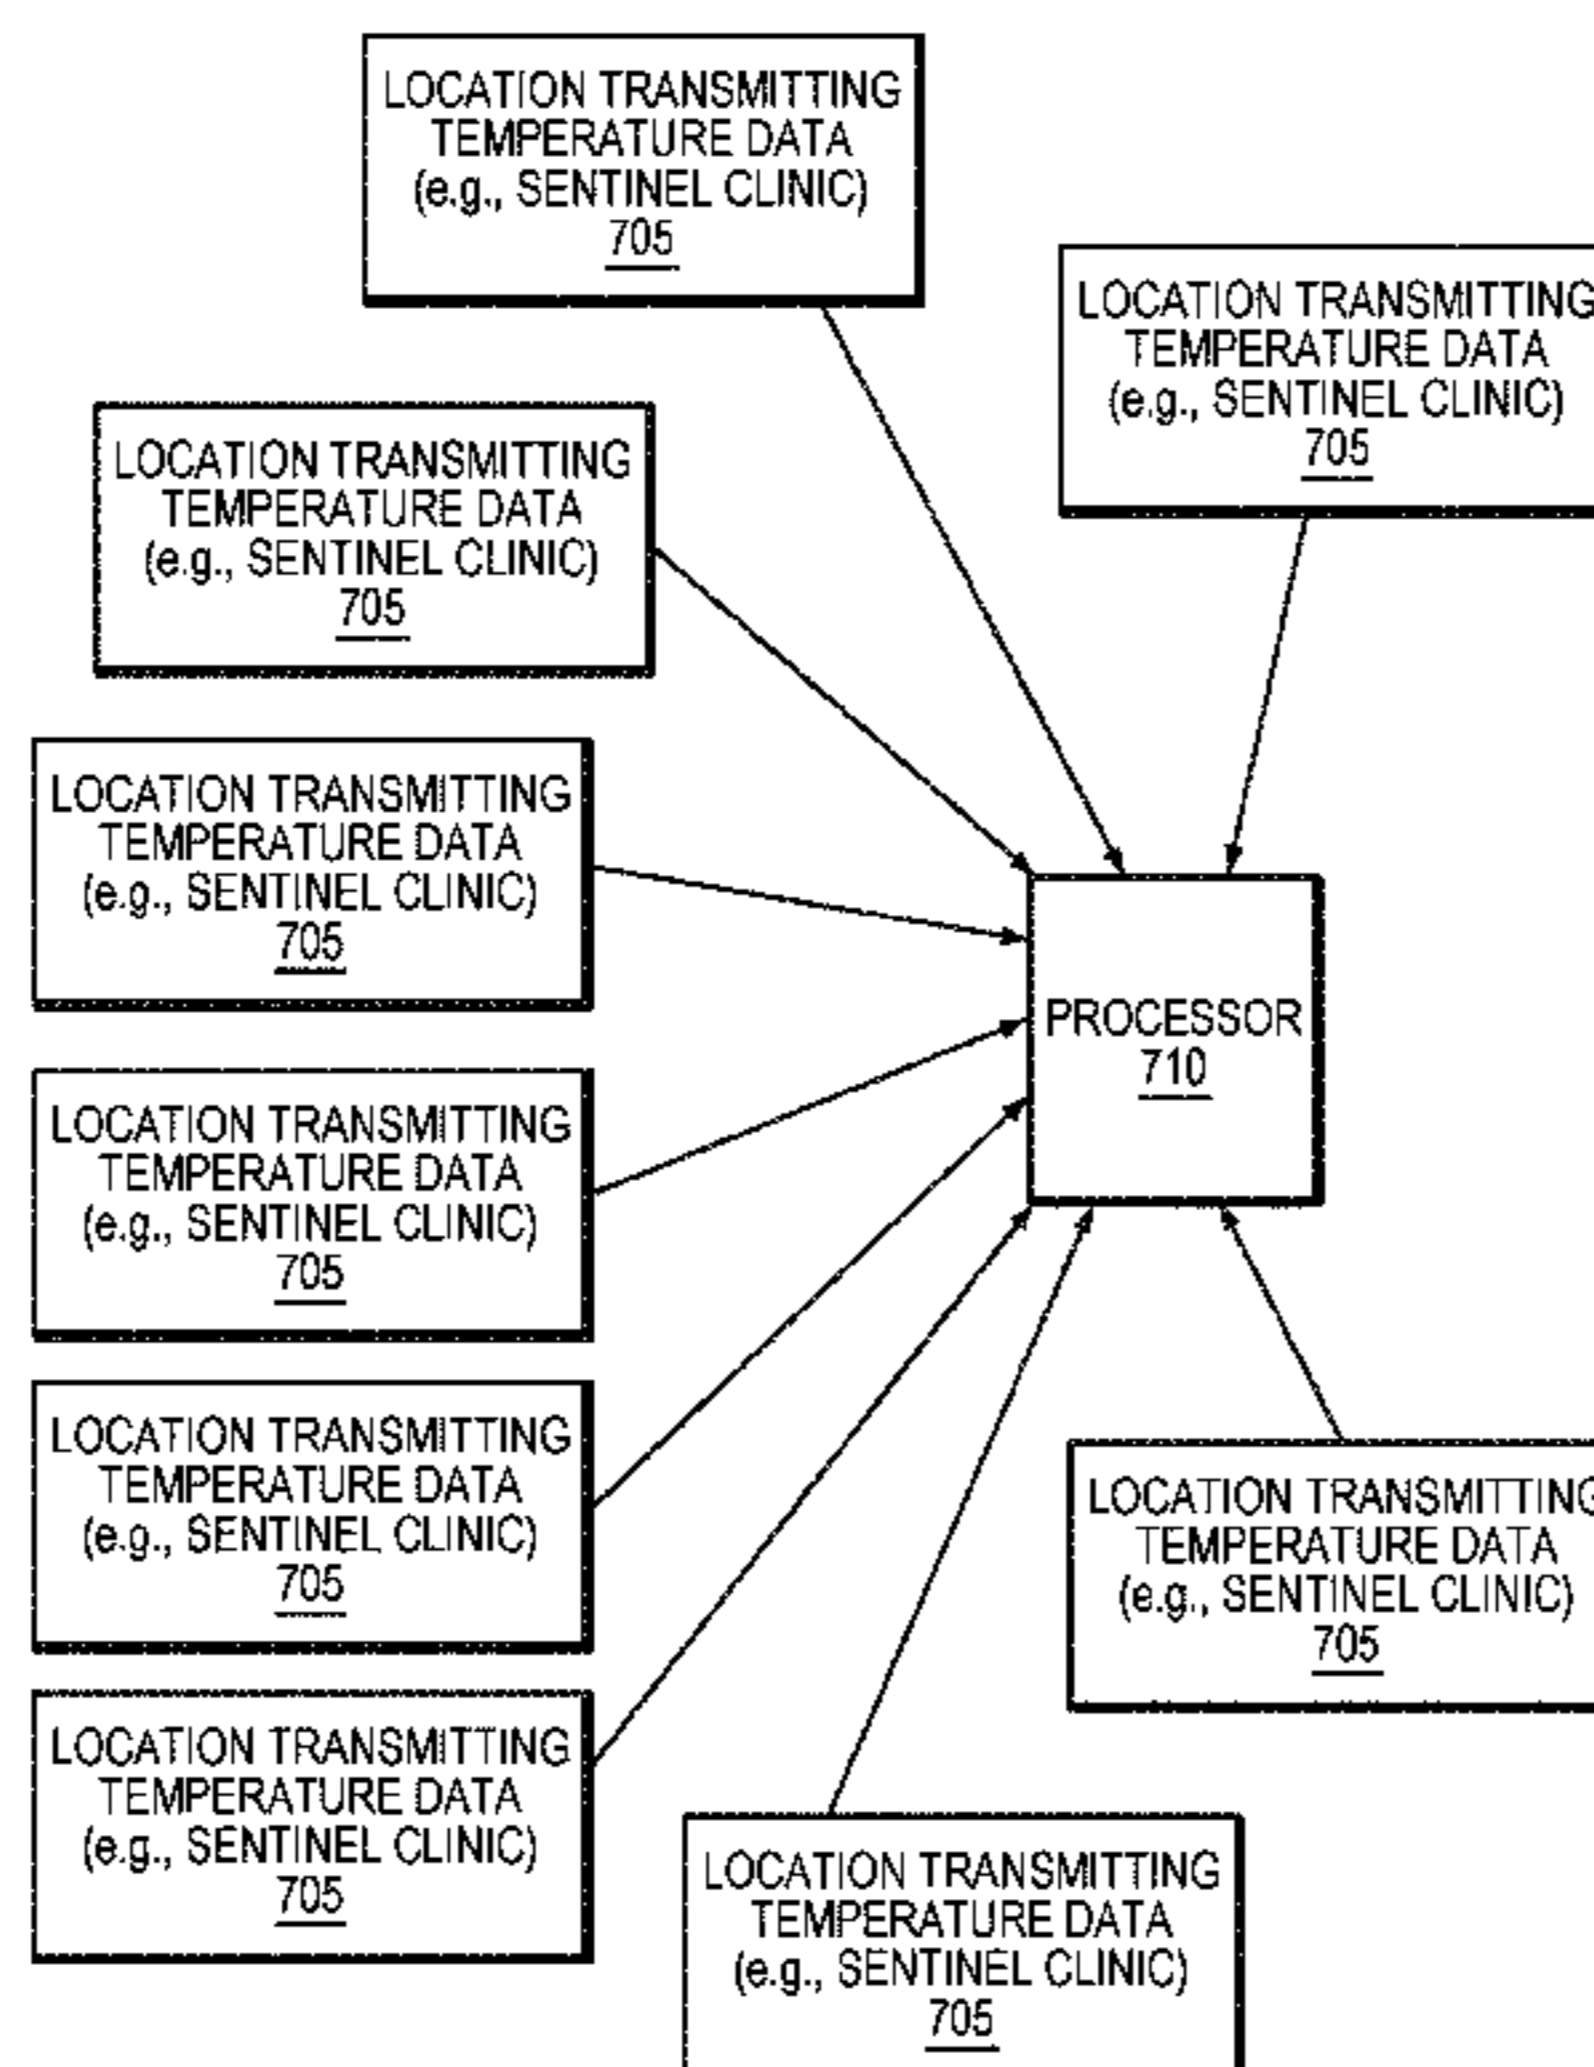 LOCATION TRANSMITTING
TEMPERATURE DATA
(e.g., SENTINEL CLINIC)
705
LOCATION TRANSMITTING
TEMPERATURE DATA
(e.g., SENTINEL CLINIC)
705
LOCATION TRANSMITTING
TEMPERATURE DATA
(e.g., SENTINEL CLINIC)
705
LOCATION TRANSMITTING
TEMPERATURE DATA
(e.g., SENTINEL CLINIC)
705
PROCESSOR
710
LOCATION TRANSMITTING
TEMPERATURE DATA
(e.g., SENTINEL CLINIC)
705
LOCATION TRANSMITTING
TEMPERATURE DATA
(e.g., SENTINEL CLINIC)
705
LOCATION TRANSMITTING
TEMPERATURE DATA
(e.g., SENTINEL CLINIC)
705
LOCATION TRANSMITTING
TEMPERATURE DATA
(e.g., SENTINEL CLINIC)
705
LOCATION TRANSMITTING
TEMPERATURE DATA
(e.g., SENTINEL CLINIC)
705